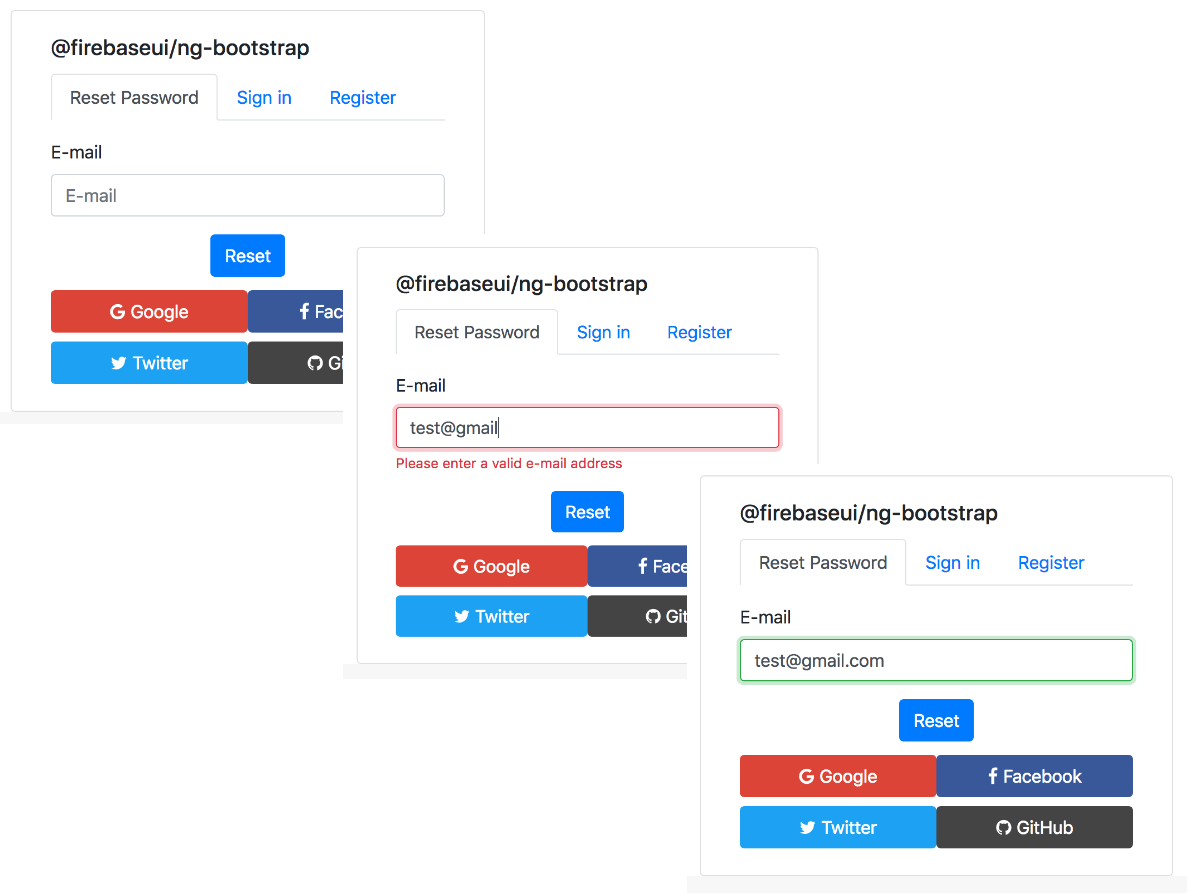 @firebaseui/ng-bootstrap
Reset Password Sign in Register
E-mail
E-mail
Reset
Google Fac
Twitter Gi
@firebaseui/ng-bootstrap
Reset Password Sign in Register
E-mail
test@gmail
Please enter a valid e-mail address
Reset
Google Face
Twitter Git
@firebaseui/ng-bootstrap
Reset Password Sign in Register
E-mail
test@gmail.com
Reset
Google Facebook
Twitter GitHub